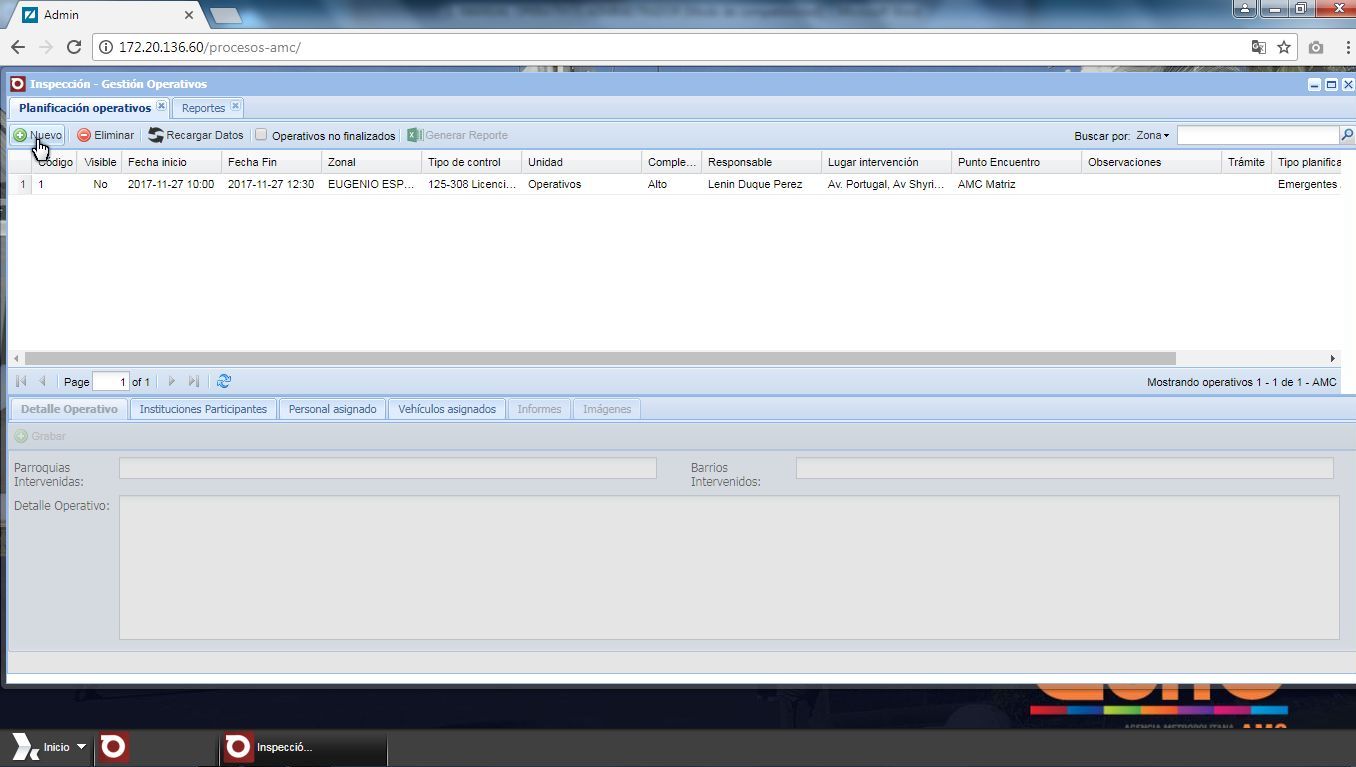 Admin
172.20.136.60/procesos-amc/
Inspección - Gestión Operativos
Planificación operativos Reportes
Nuevo Eliminar Recargar Datos Operativos no finalizados Generar Reporte Buscar por: Zona
Código Visible Fecha inicio Fecha Fin Zonal Tipo de control Unidad Comple... Responsable Lugar intervención Punto Encuentro Observaciones Trámite Tipo planifica
1 1 No 2017-11-27 10:00 2017-11-27 12:30 EUGENIO ESP... 125-308 Licenci... Operativos Alto Lenin Duque Perez Av. Portugal, Av Shyri... AMC Matriz Emergentes
Page 1 of 1 Mostrando operativos 1 - 1 de 1 - AMC
Detalle Operativo Instituciones Participantes Personal asignado Vehículos asignados Informes Imágenes
Grabar
Parroquias Intervenidas: Barrios Intervenidos:
Detalle Operativo:
AGENCIA METROPOLITANA AMC
Inicio Inspecció...